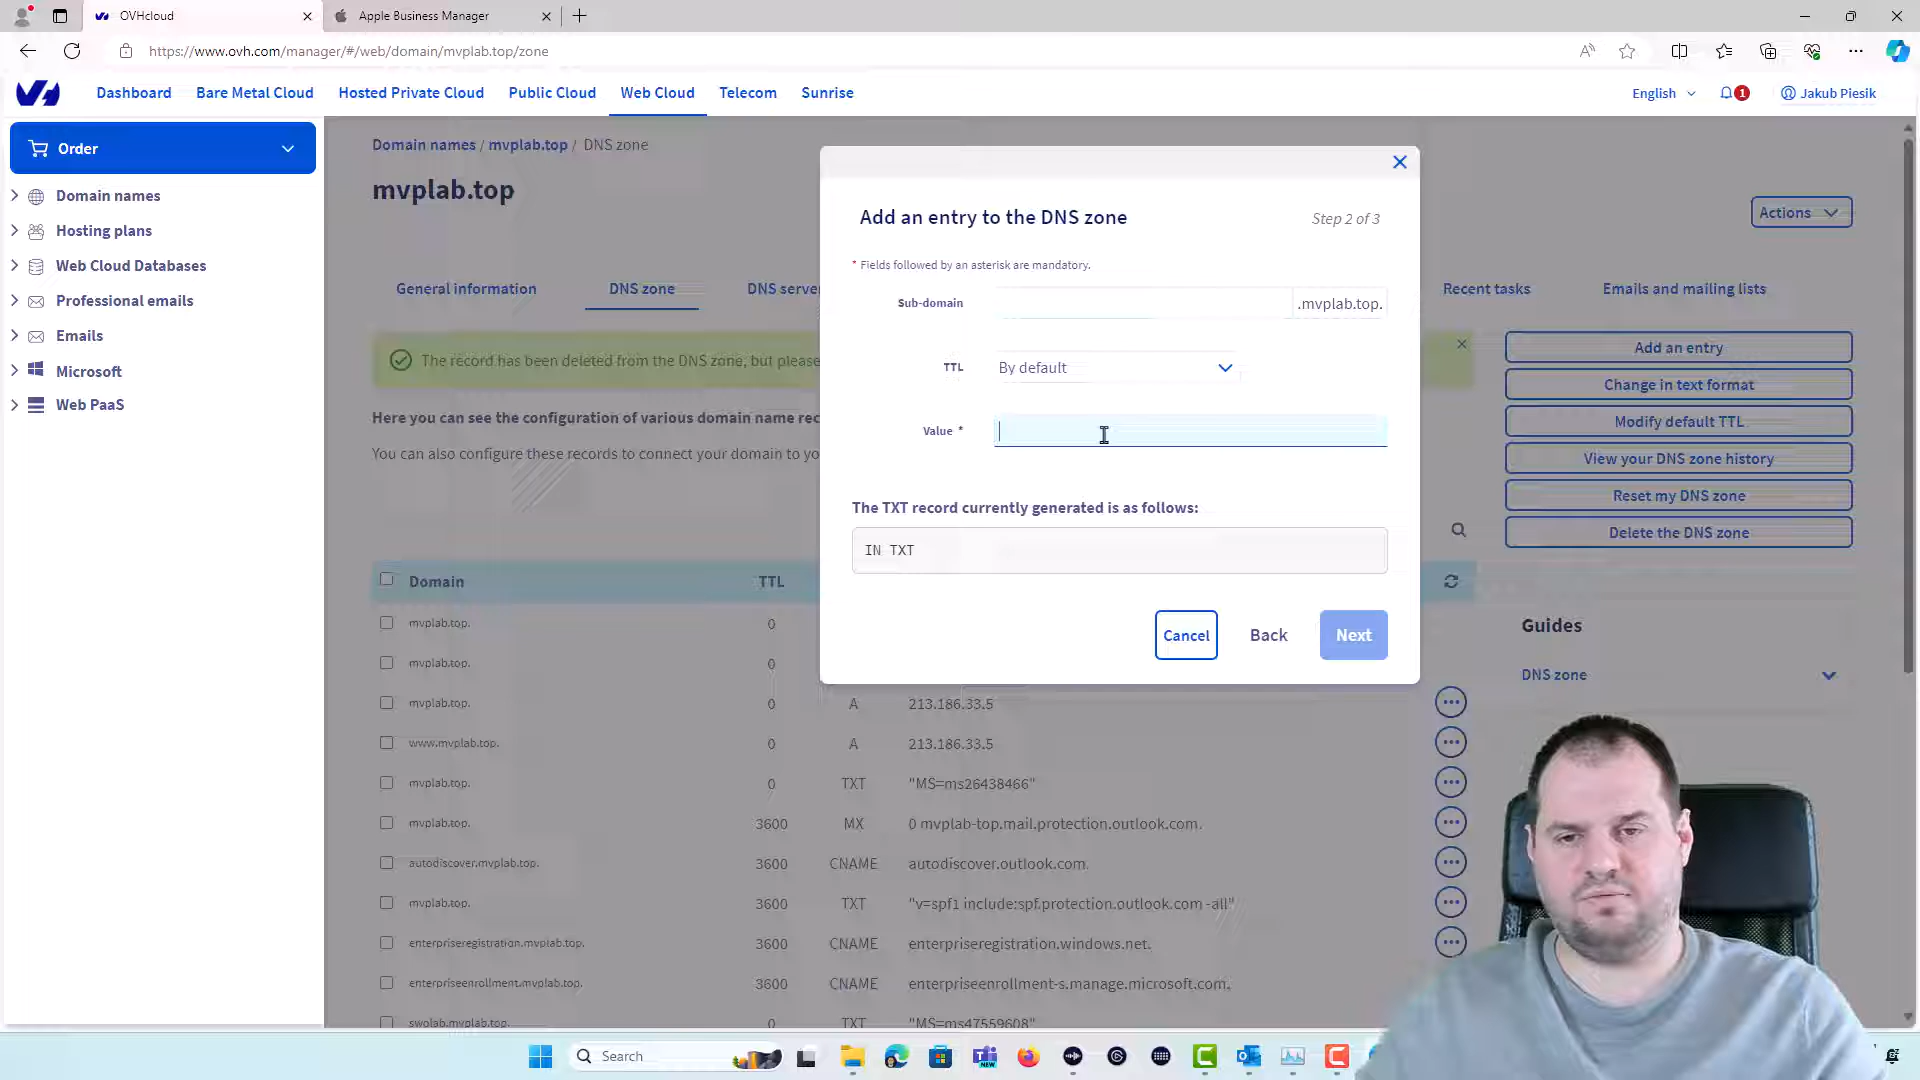 OVHcloud
Apple Business Manager
https://www.ovh.com/manager/#/web/domain/mvplab.top/zone
Dashboard
Bare Metal Cloud
Hosted Private Cloud
Public Cloud
Web Cloud
Telecom
Sunrise
English
1
Jakub Piesik
Order
Domain names
Hosting plans
Web Cloud Databases
Professional emails
Emails
Microsoft
Web PaaS
Domain names / mvplab.top / DNS zone
mvplab.top
Actions
General information
DNS zone
DNS serve
Recent tasks
Emails and mailing lists
The record has been deleted from the DNS zone, but please
Here you can see the configuration of various domain name rec
You can also configure these records to connect your domain to yo
Add an entry to the DNS zone
Step 2 of 3
* Fields followed by an asterisk are mandatory.
Sub-domain
.mvplab.top.
TTL
By default
Value *
The TXT record currently generated is as follows:
IN TXT
Cancel
Back
Next
Add an entry
Change in text format
Modify default TTL
View your DNS zone history
Reset my DNS zone
Delete the DNS zone
Guides
DNS zone
Domain TTL
mvplab.top. 0
mvplab.top. 0
mvplab.top. 0 A 213.186.33.5
www.mvplab.top. 0 A 213.186.33.5
mvplab.top. 0 TXT "MS=ms26438466"
mvplab.top. 3600 MX 0 mvplab-top.mail.protection.outlook.com.
autodiscover.mvplab.top. 3600 CNAME autodiscover.outlook.com.
mvplab.top. 3600 TXT "v=spf1 include:spf.protection.outlook.com -all"
enterpriseregistration.mvplab.top. 3600 CNAME enterpriseregistration.windows.net.
enterpriseenrollment.mvplab.top. 3600 CNAME enterpriseenrollment-s.manage.microsoft.com.
swolab.mvplab.top. 0 TXT "MS=ms47559608"
Search
NEW